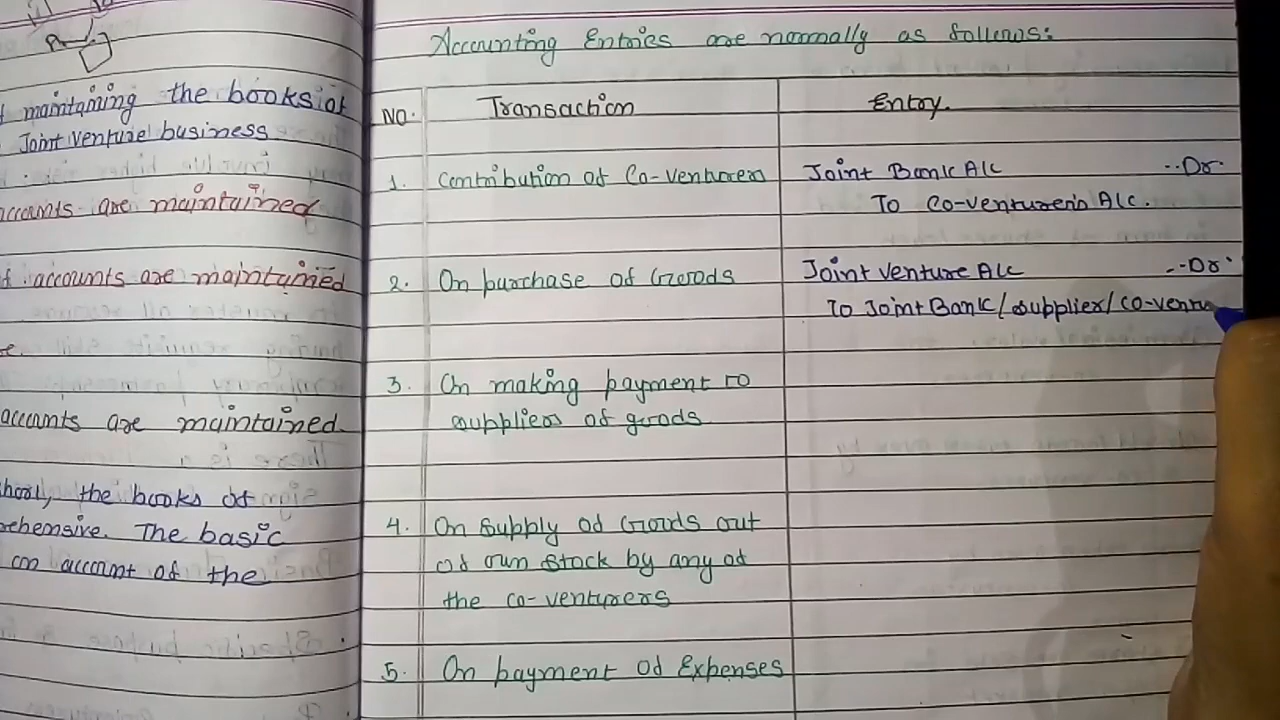 maintaining the books of
Joint Venture business
accounts are maintained
accounts are maintained
accounts are maintained.
the books of
The basic
on account of the
Accounting Entries are normally as follows:
No. Transaction Entry.
1. Contribution of Co-venturers Joint Bank A/c ..Dr.
To Co-venturer's A/c.
2. On purchase of Goods Joint Venture A/c ..Dr.
To Joint Bank/supplier/co-ventu
3. On making payment to
suppliers of goods
4. On Supply of Goods out
of own stock by any of
the co-venturers
5. On payment of Expenses